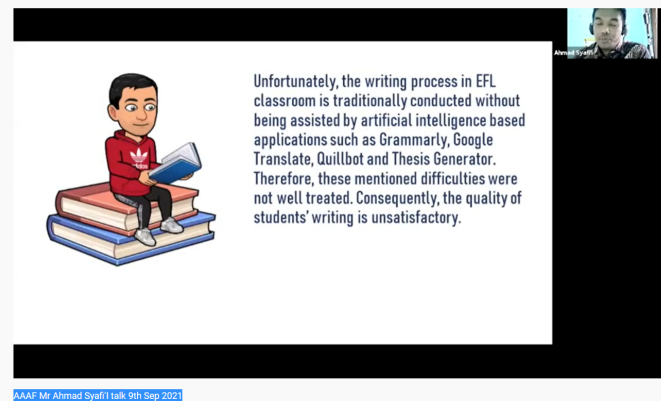 Ahmad Syafi'i
Unfortunately, the writing process in EFL
classroom is traditionally conducted without
being assisted by artificial intelligence based
applications such as Grammarly, Google
Translate, Quillbot and Thesis Generator.
Therefore, these mentioned difficulties were
not well treated. Consequently, the quality of
students' writing is unsatisfactory.
adidas
AAAF Mr Ahmad Syafi'I talk 9th Sep 2021